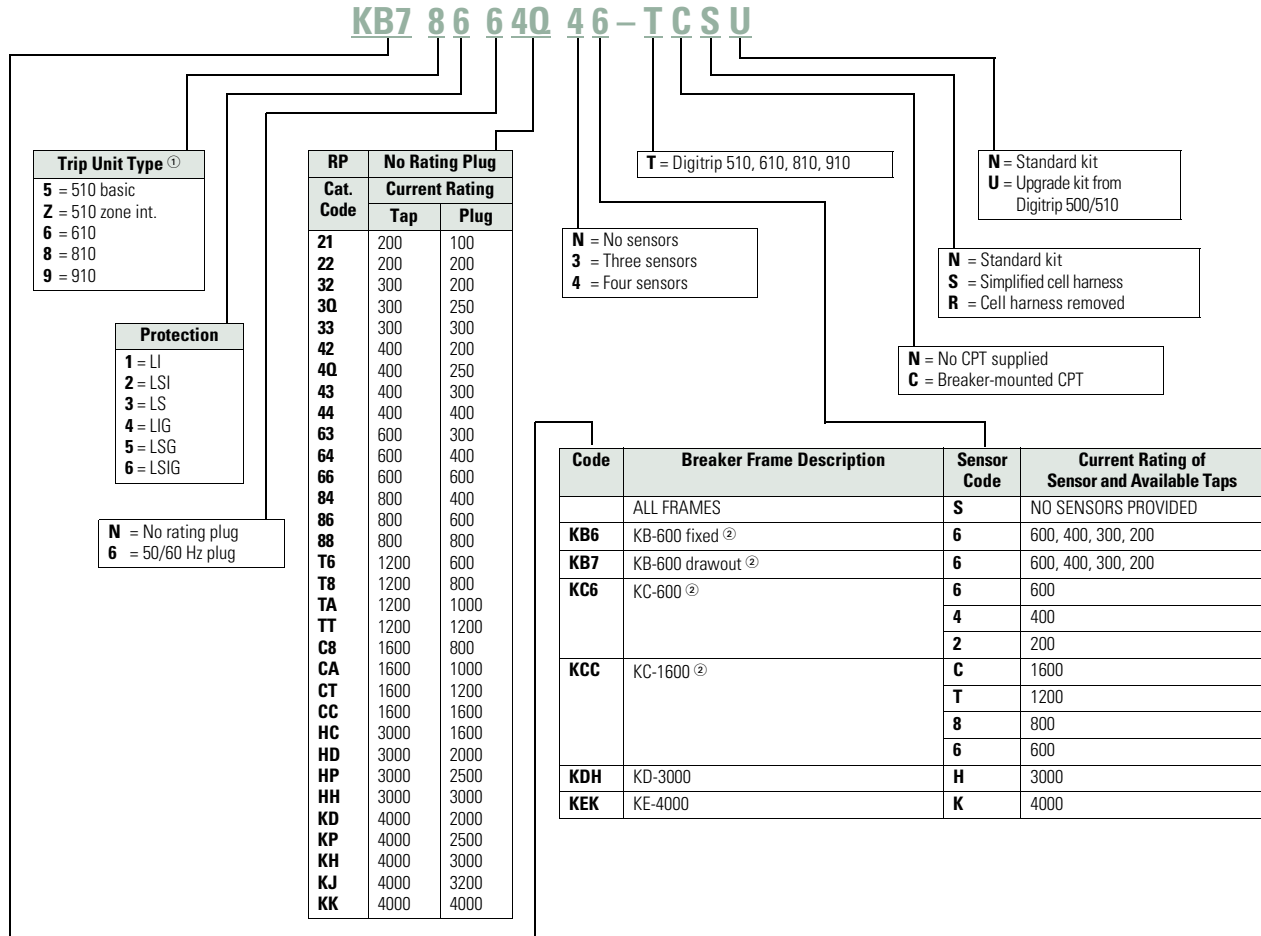 KB7 8 6 6 4Q 4 6 – T C S U
Trip Unit Type ①
5 = 510 basic
Z = 510 zone int.
6 = 610
8 = 810
9 = 910
Protection
1 = LI
2 = LSI
3 = LS
4 = LIG
5 = LSG
6 = LSIG
N = No rating plug
6 = 50/60 Hz plug
RP No Rating Plug
Cat. Code Current Rating
Tap Plug
21 200 100
22 200 200
32 300 200
3Q 300 250
33 300 300
42 400 200
4Q 400 250
43 400 300
44 400 400
63 600 300
64 600 400
66 600 600
84 800 400
86 800 600
88 800 800
T6 1200 600
T8 1200 800
TA 1200 1000
TT 1200 1200
C8 1600 800
CA 1600 1000
CT 1600 1200
CC 1600 1600
HC 3000 1600
HD 3000 2000
HP 3000 2500
HH 3000 3000
KD 4000 2000
KP 4000 2500
KH 4000 3000
KJ 4000 3200
KK 4000 4000
T = Digitrip 510, 610, 810, 910
N = No sensors
3 = Three sensors
4 = Four sensors
N = Standard kit
U = Upgrade kit from
Digitrip 500/510
N = Standard kit
S = Simplified cell harness
R = Cell harness removed
N = No CPT supplied
C = Breaker-mounted CPT
Code Breaker Frame Description Sensor Code Current Rating of Sensor and Available Taps
ALL FRAMES S NO SENSORS PROVIDED
KB6 KB-600 fixed ② 6 600, 400, 300, 200
KB7 KB-600 drawout ② 6 600, 400, 300, 200
KC6 KC-600 ② 6 600
4 400
2 200
KCC KC-1600 ② C 1600
T 1200
8 800
6 600
KDH KD-3000 H 3000
KEK KE-4000 K 4000